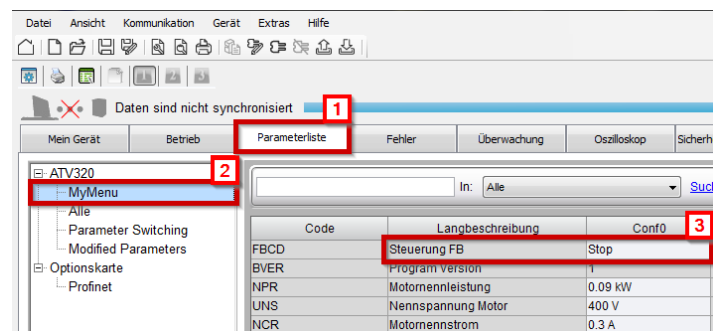 Datei Ansicht Kommunikation Gerät Extras Hilfe
Daten sind nicht synchronisiert
1
Mein Gerät Betrieb Parameterliste Fehler Überwachung Oszilloskop Sicherh
ATV320
2
MyMenu
Alle
Parameter Switching
Modified Parameters
Optionskarte
Profinet
In: Alle Such
Code Langbeschreibung Conf0
3
FBCD Steuerung FB Stop
BVER Program version 1
NPR Motornennleistung 0.09 kW
UNS Nennspannung Motor 400 V
NCR Motornennstrom 0.3 A